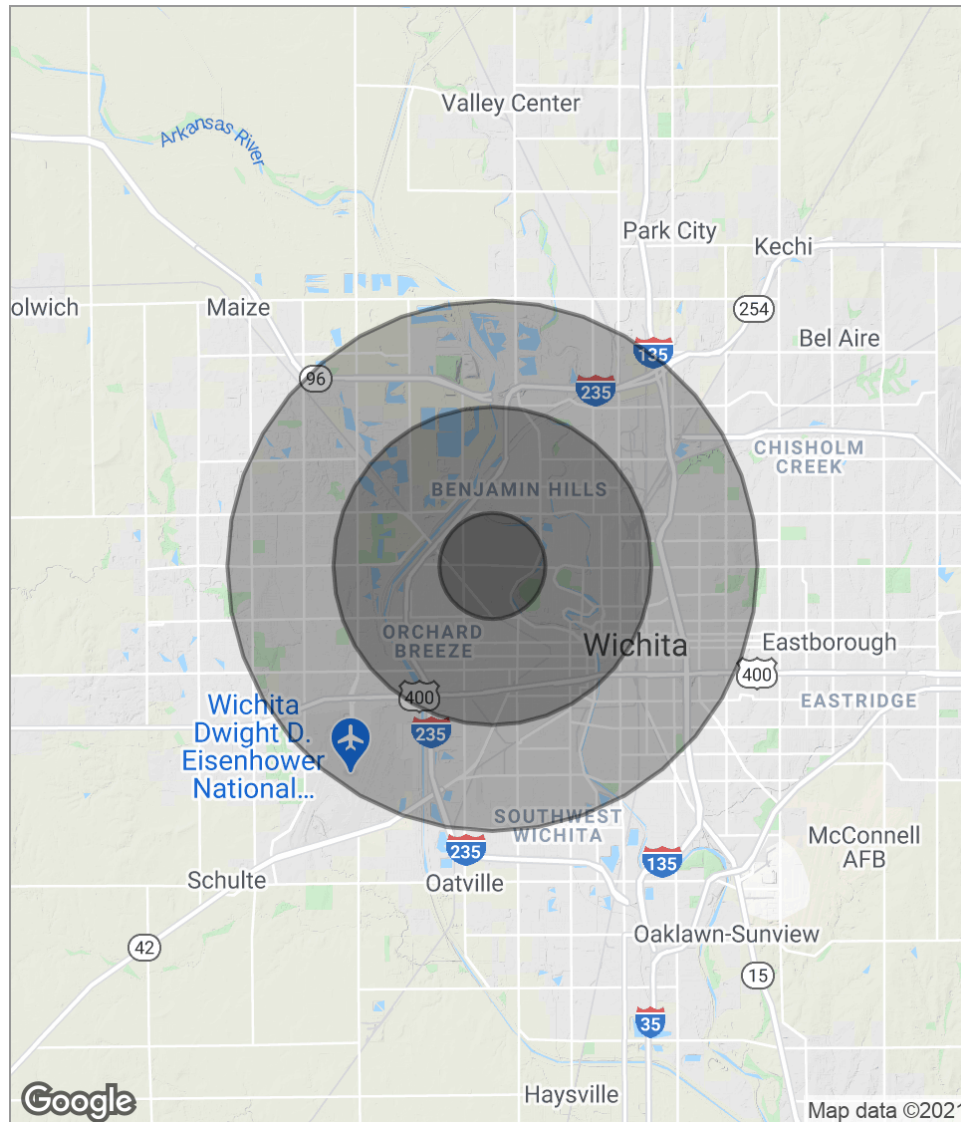 Valley Center
Arkansas River
Park City
Kechi
olwich
Maize
254
135
Bel Aire
96
235
CHISHOLM
CREEK
BENJAMIN HILLS
ORCHARD
BREEZE
Wichita
Eastborough
400
400
EASTRIDGE
Wichita
Dwight D.
Eisenhower
National...
235
SOUTHWEST
WICHITA
McConnell
AFB
235
135
Schulte
Oatville
42
Oaklawn-Sunview
15
35
Haysville
Google
Map data ©2021